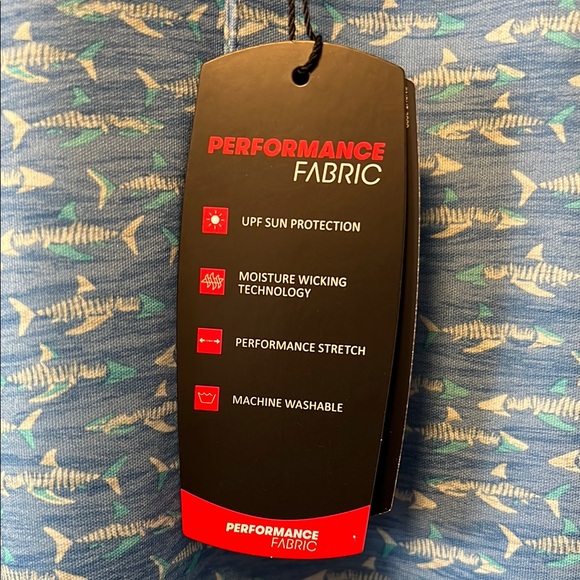 PERFORMANCE
FABRIC
UPF SUN PROTECTION
MOISTURE WICKING
TECHNOLOGY
PERFORMANCE STRETCH
MACHINE WASHABLE
PERFORMANCE
FABRIC